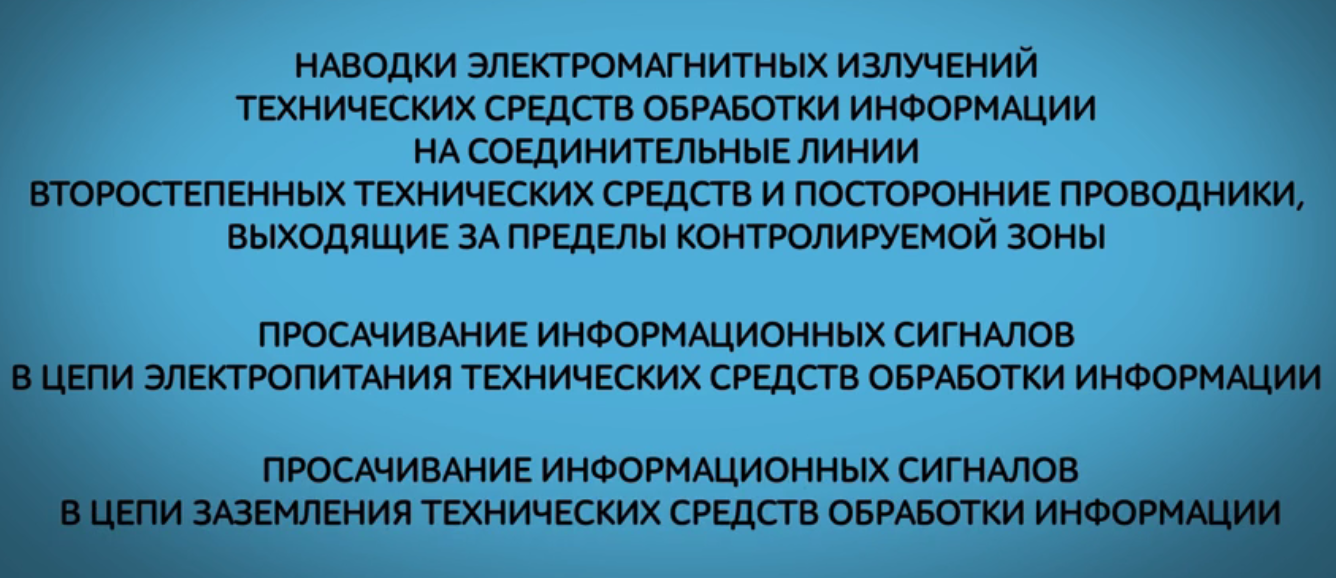 НАВОДКИ ЭЛЕКТРОМАГНИТНЫХ ИЗЛУЧЕНИЙ
ТЕХНИЧЕСКИХ СРЕДСТВ ОБРАБОТКИ ИНФОРМАЦИИ
НА СОЕДИНИТЕЛЬНЫЕ ЛИНИИ
ВТОРОСТЕПЕННЫХ ТЕХНИЧЕСКИХ СРЕДСТВ И ПОСТОРОННИЕ ПРОВОДНИКИ,
ВЫХОДЯЩИЕ ЗА ПРЕДЕЛЫ КОНТРОЛИРУЕМОЙ ЗОНЫ
ПРОСАЧИВАНИЕ ИНФОРМАЦИОННЫХ СИГНАЛОВ
В ЦЕПИ ЭЛЕКТРОПИТАНИЯ ТЕХНИЧЕСКИХ СРЕДСТВ ОБРАБОТКИ ИНФОРМАЦИИ
ПРОСАЧИВАНИЕ ИНФОРМАЦИОННЫХ СИГНАЛОВ
В ЦЕПИ ЗАЗЕМЛЕНИЯ ТЕХНИЧЕСКИХ СРЕДСТВ ОБРАБОТКИ ИНФОРМАЦИИ